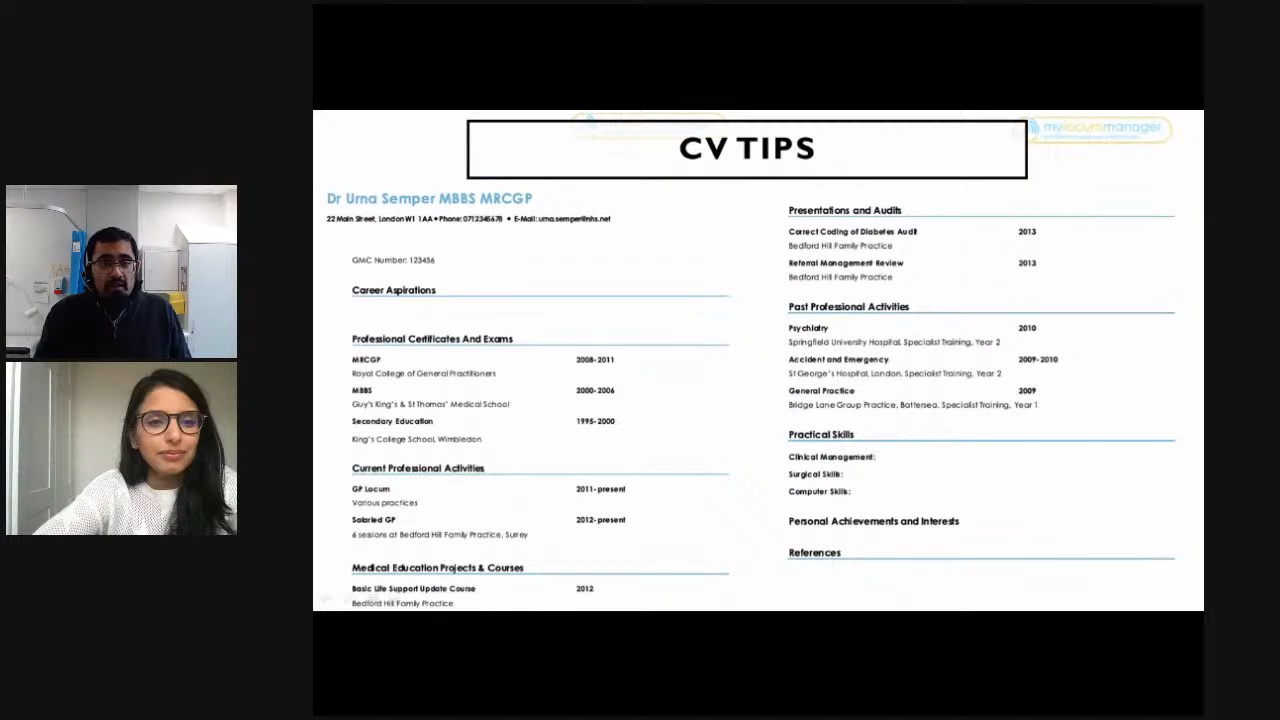 CV TIPS
mylocummanager
Dr Urna Semper MBBS MRCGP
22 Main Street, London W1 1AA • Phone: 0712345678 • E-Mail: urna.semper@nhs.net
GMC Number: 123456
Career Aspirations
Professional Certificates And Exams
MRCGP 2008-2011
Royal College of General Practitioners
MBBS 2000-2006
Guy's King's & St Thomas' Medical School
Secondary Education 1995-2000
King's College School, Wimbledon
Current Professional Activities
GP Locum 2011-present
Various practices
Salaried GP 2012-present
6 sessions at Bedford Hill Family Practice, Surrey
Medical Education Projects & Courses
Basic Life Support Update Course 2012
Bedford Hill Family Practice
Presentations and Audits
Correct Coding of Diabetes Audit 2013
Bedford Hill Family Practice
Referral Management Review 2013
Bedford Hill Family Practice
Past Professional Activities
Psychiatry 2010
Springfield University Hospital. Specialist Training, Year 2
Accident and Emergency 2009-2010
St George's Hospital, London. Specialist Training, Year 2
General Practice 2009
Bridge Lane Group Practice, Battersea. Specialist Training, Year 1
Practical Skills
Clinical Management:
Surgical Skills:
Computer Skills:
Personal Achievements and Interests
References